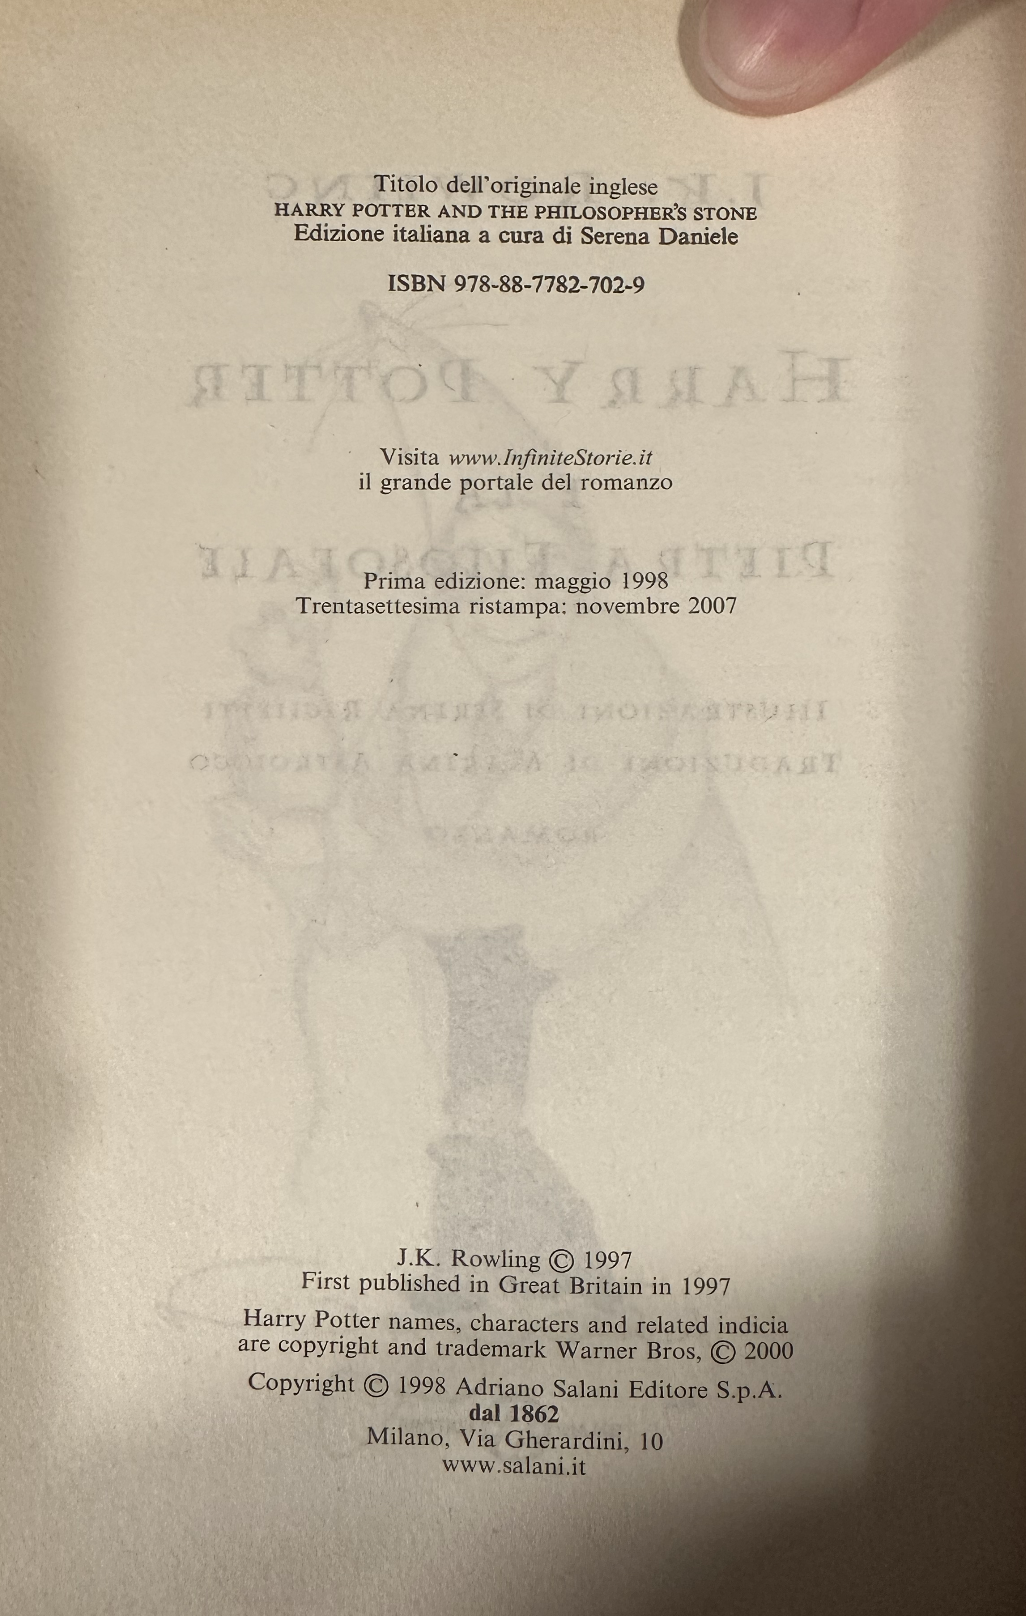 Titolo dell'originale inglese
HARRY POTTER AND THE PHILOSOPHER'S STONE
Edizione italiana a cura di Serena Daniele
ISBN 978-88-7782-702-9
Visita www.InfiniteStorie.it
il grande portale del romanzo
Prima edizione: maggio 1998
Trentasettesima ristampa: novembre 2007
J.K. Rowling © 1997
First published in Great Britain in 1997
Harry Potter names, characters and related indicia
are copyright and trademark Warner Bros, © 2000
Copyright © 1998 Adriano Salani Editore S.p.A.
dal 1862
Milano, Via Gherardini, 10
www.salani.it